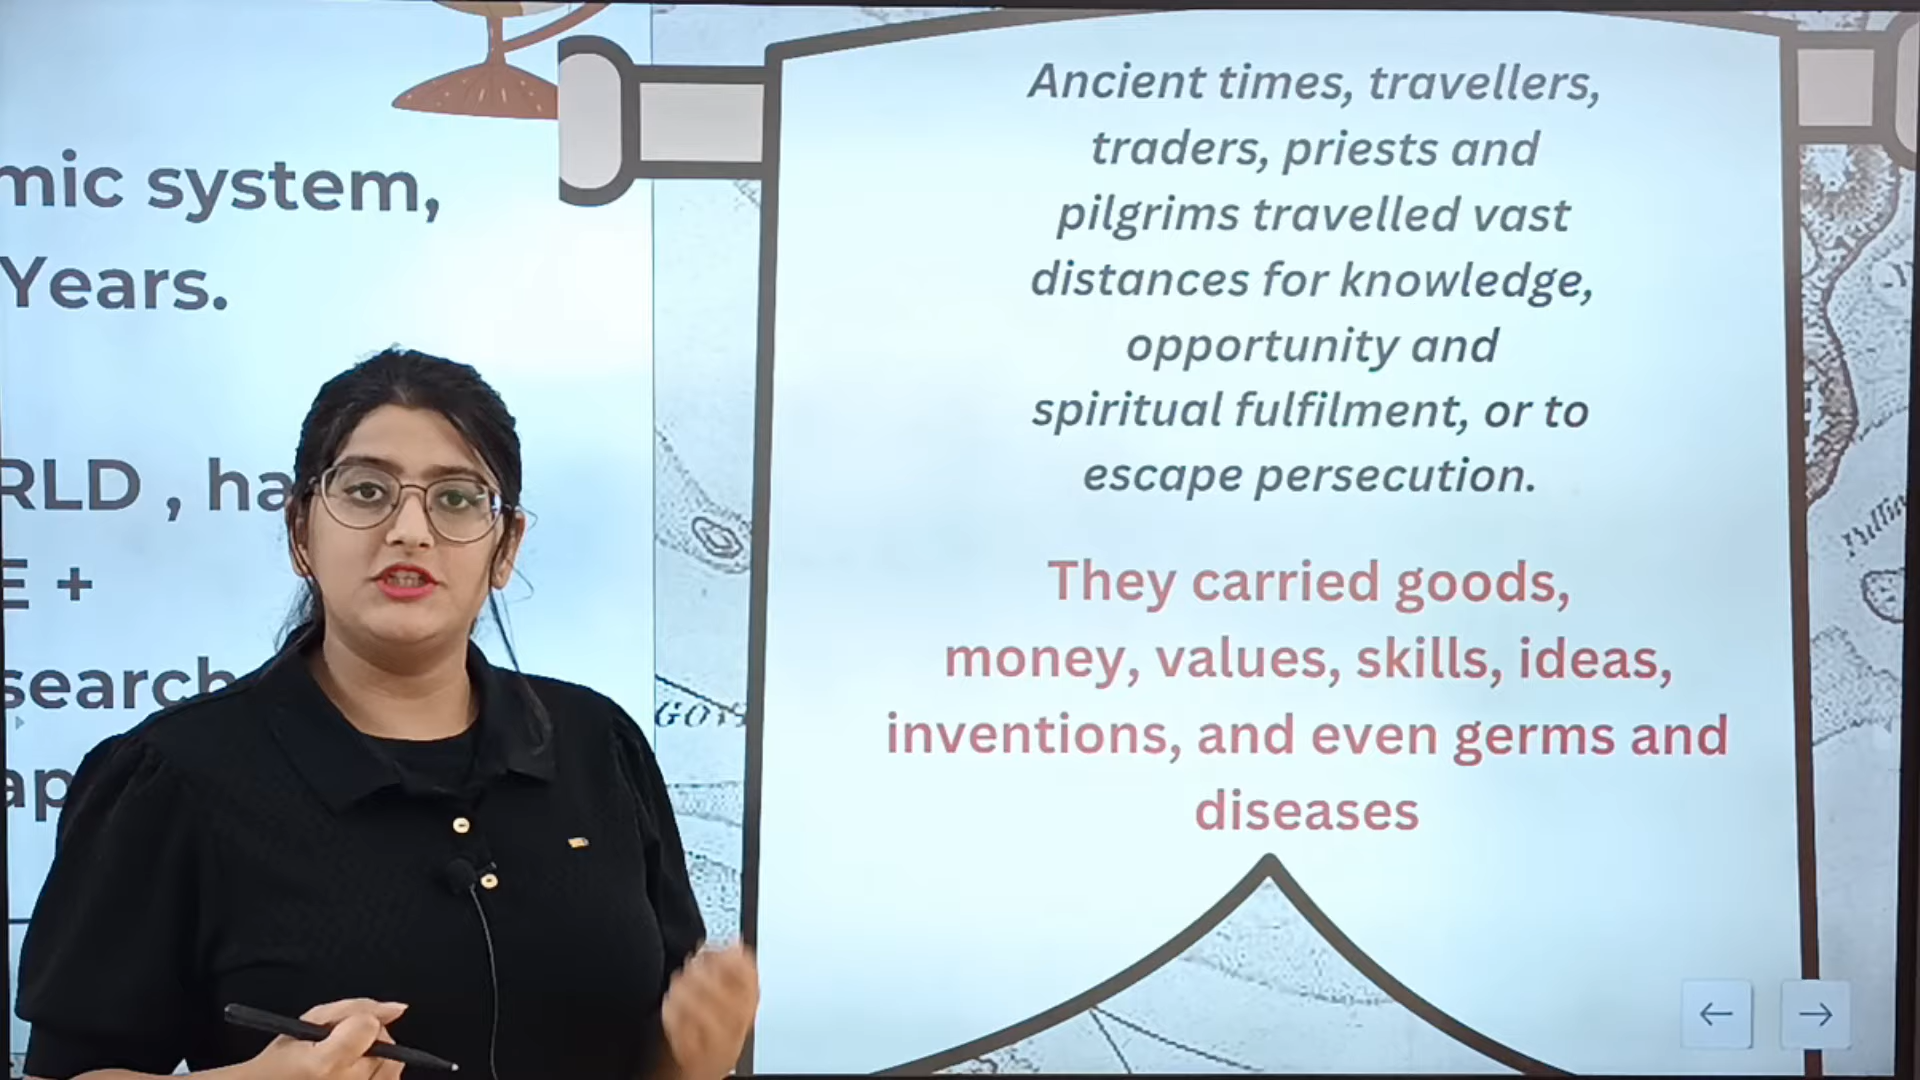 mic system,
Years.
RLD , ha
E +
search
ap
Ancient times, travellers,
traders, priests and
pilgrims travelled vast
distances for knowledge,
opportunity and
spiritual fulfilment, or to
escape persecution.
They carried goods,
money, values, skills, ideas,
inventions, and even germs and
diseases